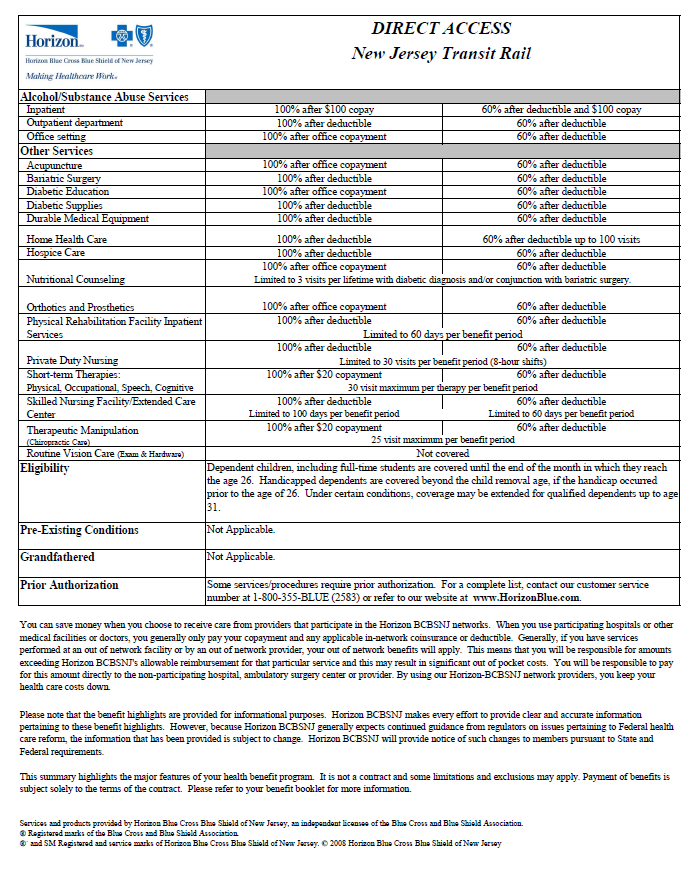 Horizon
Horizon Blue Cross Blue Shield of New Jersey
Making Healthcare Work®
DIRECT ACCESS
New Jersey Transit Rail
Alcohol/Substance Abuse Services
Inpatient 100% after $100 copay 60% after deductible and $100 copay
Outpatient department 100% after deductible 60% after deductible
Office setting 100% after office copayment 60% after deductible
Other Services
Acupuncture 100% after office copayment 60% after deductible
Bariatric Surgery 100% after deductible 60% after deductible
Diabetic Education 100% after office copayment 60% after deductible
Diabetic Supplies 100% after deductible 60% after deductible
Durable Medical Equipment 100% after deductible 60% after deductible
Home Health Care 100% after deductible 60% after deductible up to 100 visits
Hospice Care 100% after deductible 60% after deductible
100% after office copayment 60% after deductible
Nutritional Counseling Limited to 3 visits per lifetime with diabetic diagnosis and/or conjunction with bariatric surgery.
Orthotics and Prosthetics 100% after office copayment 60% after deductible
Physical Rehabilitation Facility Inpatient 100% after deductible 60% after deductible
Services Limited to 60 days per benefit period
100% after deductible 60% after deductible
Private Duty Nursing Limited to 30 visits per benefit period (8-hour shifts)
Short-term Therapies: 100% after $20 copayment 60% after deductible
Physical, Occupational, Speech, Cognitive 30 visit maximum per therapy per benefit period
Skilled Nursing Facility/Extended Care 100% after deductible 60% after deductible
Center Limited to 100 days per benefit period Limited to 60 days per benefit period
Therapeutic Manipulation 100% after $20 copayment 60% after deductible
(Chiropractic Care) 25 visit maximum per benefit period
Routine Vision Care (Exam & Hardware) Not covered
Eligibility Dependent children, including full-time students are covered until the end of the month in which they reach
the age 26. Handicapped dependents are covered beyond the child removal age, if the handicap occurred
prior to the age of 26. Under certain conditions, coverage may be extended for qualified dependents up to age
31.
Pre-Existing Conditions Not Applicable.
Grandfathered Not Applicable.
Prior Authorization Some services/procedures require prior authorization. For a complete list, contact our customer service
number at 1-800-355-BLUE (2583) or refer to our website at www.HorizonBlue.com.
You can save money when you choose to receive care from providers that participate in the Horizon BCBSNJ networks. When you use participating hospitals or other
medical facilities or doctors, you generally only pay your copayment and any applicable in-network coinsurance or deductible. Generally, if you have services
performed at an out of network facility or by an out of network provider, your out of network benefits will apply. This means that you will be responsible for amounts
exceeding Horizon BCBSNJ's allowable reimbursement for that particular service and this may result in significant out of pocket costs. You will be responsible to pay
for this amount directly to the non-participating hospital, ambulatory surgery center or provider. By using our Horizon-BCBSNJ network providers, you keep your
health care costs down.
Please note that the benefit highlights are provided for informational purposes. Horizon BCBSNJ makes every effort to provide clear and accurate information
pertaining to these benefit highlights. However, because Horizon BCBSNJ generally expects continued guidance from regulators on issues pertaining to Federal health
care reform, the information that has been provided is subject to change. Horizon BCBSNJ will provide notice of such changes to members pursuant to State and
Federal requirements.
This summary highlights the major features of your health benefit program. It is not a contract and some limitations and exclusions may apply. Payment of benefits is
subject solely to the terms of the contract. Please refer to your benefit booklet for more information.
Services and products provided by Horizon Blue Cross Blue Shield of New Jersey, an independent licensee of the Blue Cross and Blue Shield Association.
® Registered marks of the Blue Cross and Blue Shield Association.
®´ and SM Registered and service marks of Horizon Blue Cross Blue Shield of New Jersey. © 2008 Horizon Blue Cross Blue Shield of New Jersey